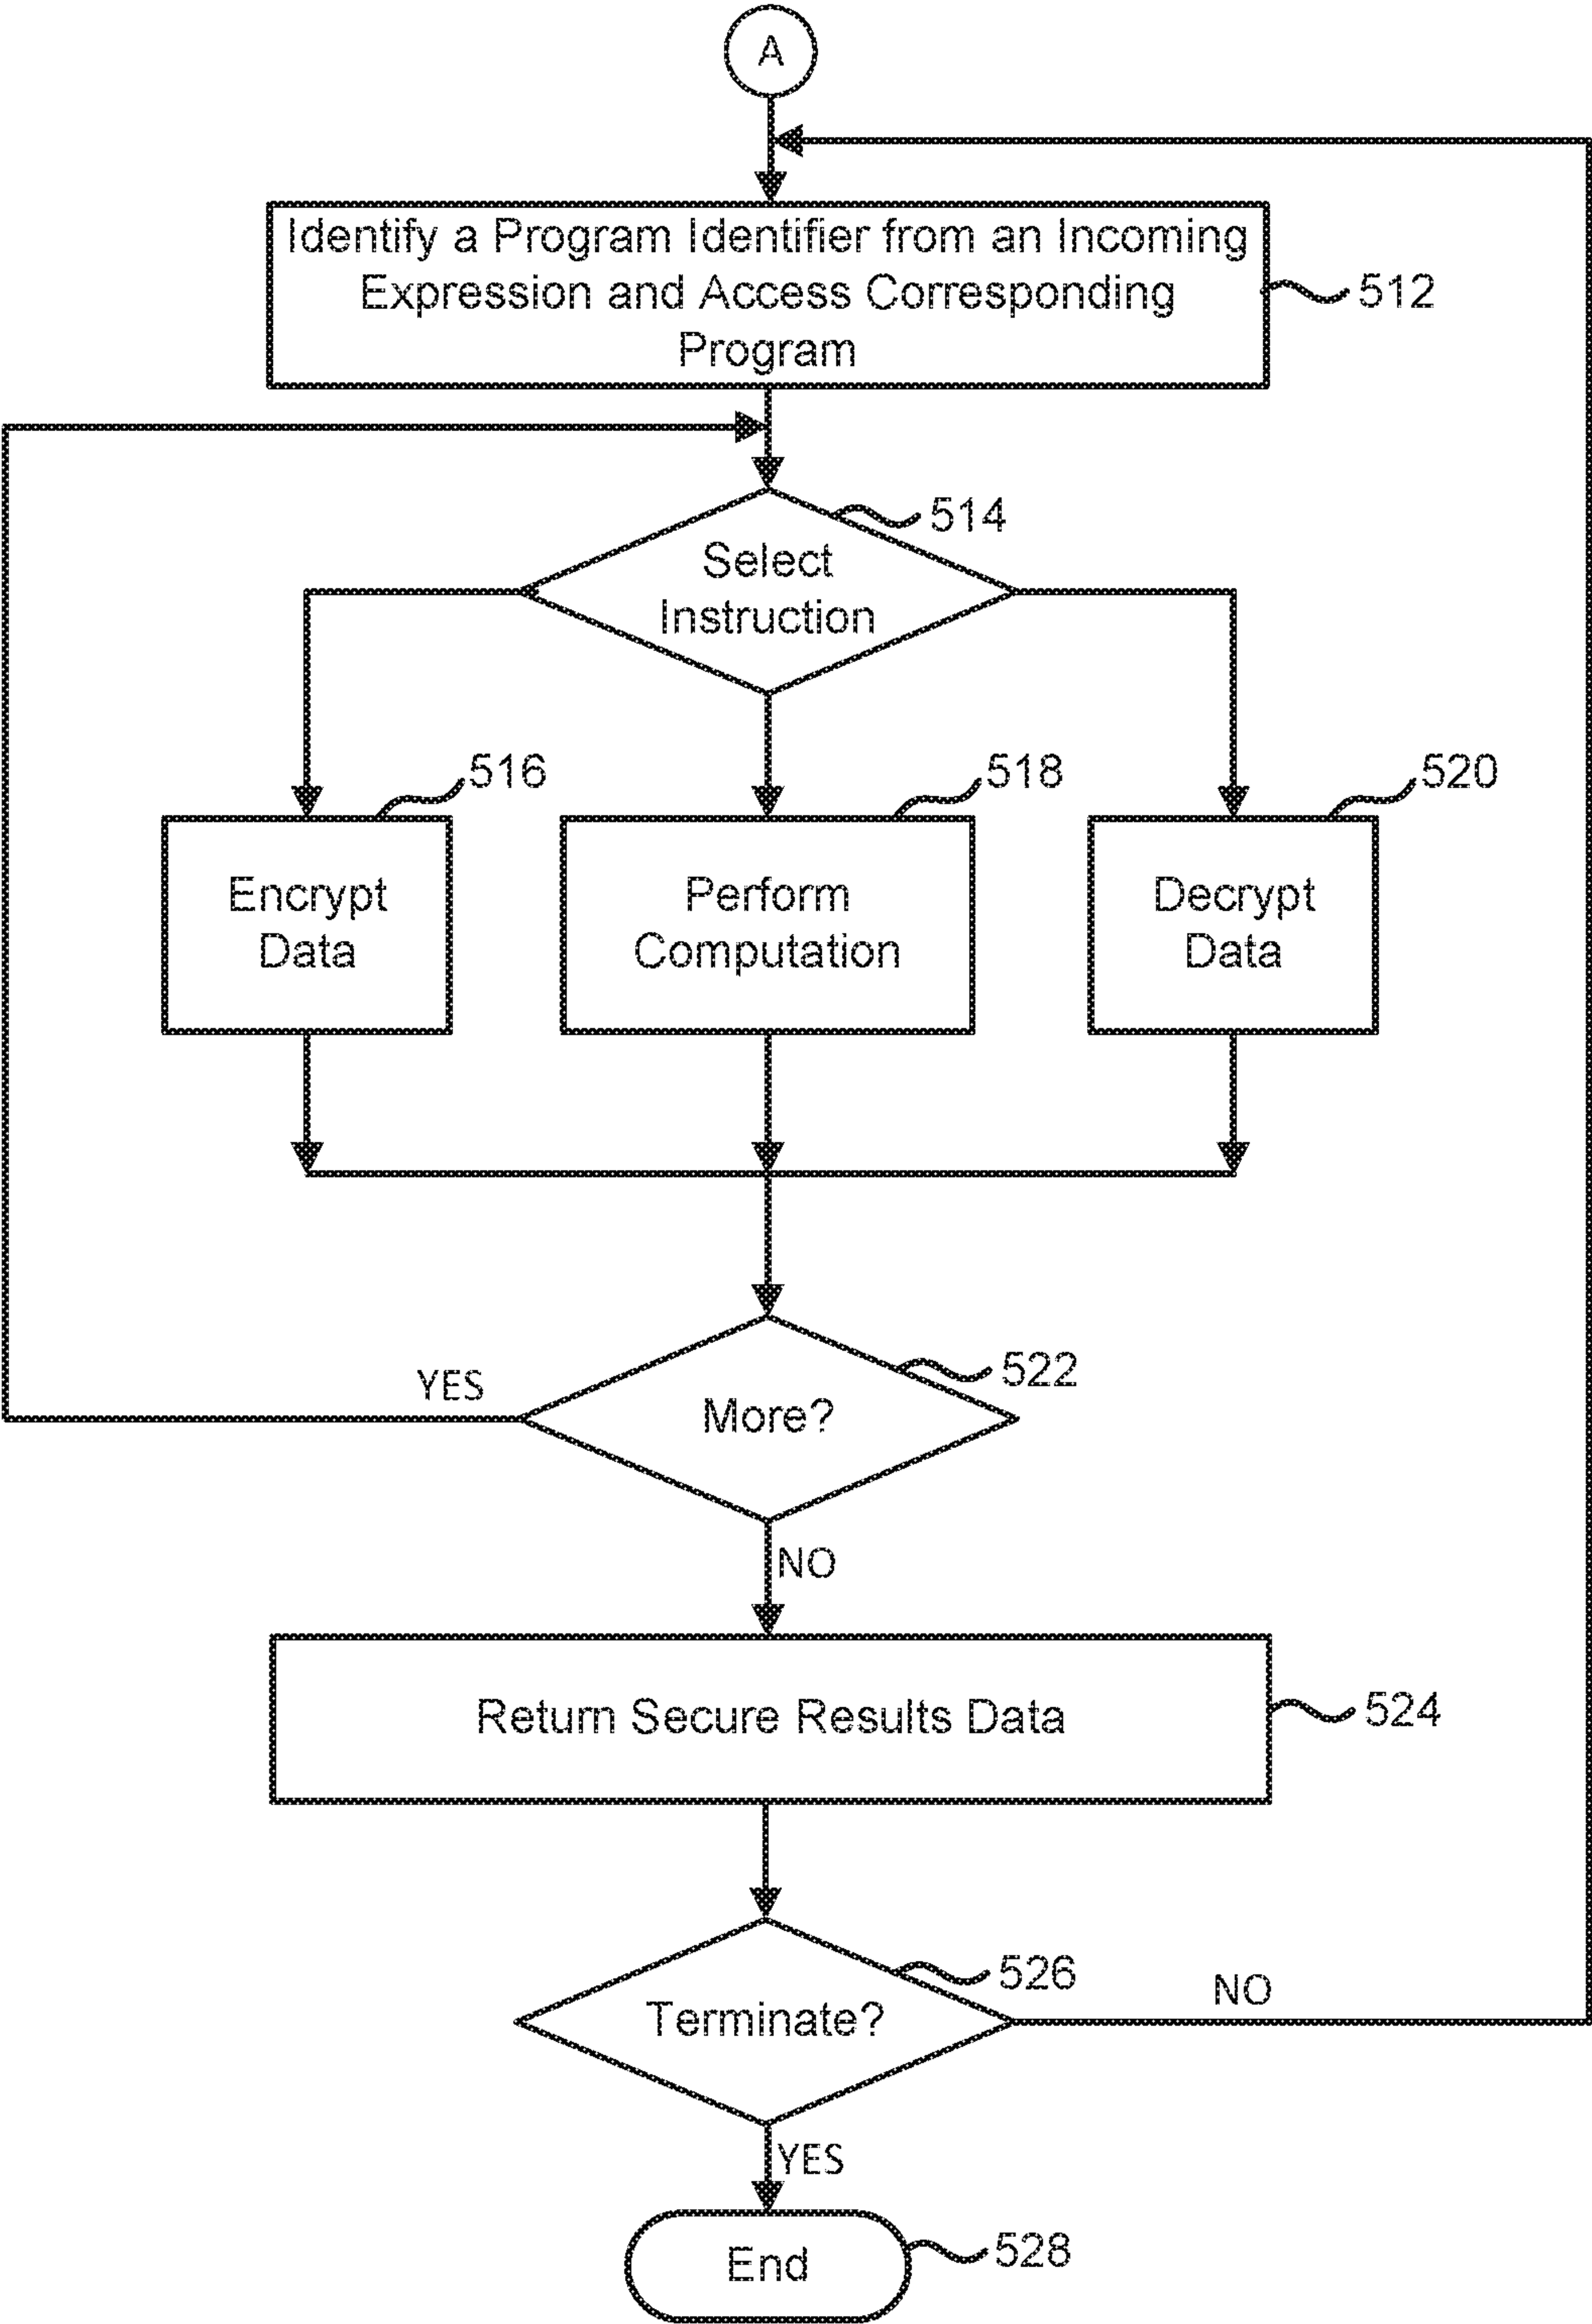 A
Identify a Program Identifier from an Incoming
Expression and Access Corresponding
Program
512
514
Select
Instruction
516
518
520
Encrypt
Data
Perform
Computation
Decrypt
Data
522
YES
More?
NO
Return Secure Results Data
524
526
NO
Terminate?
YES
End
528